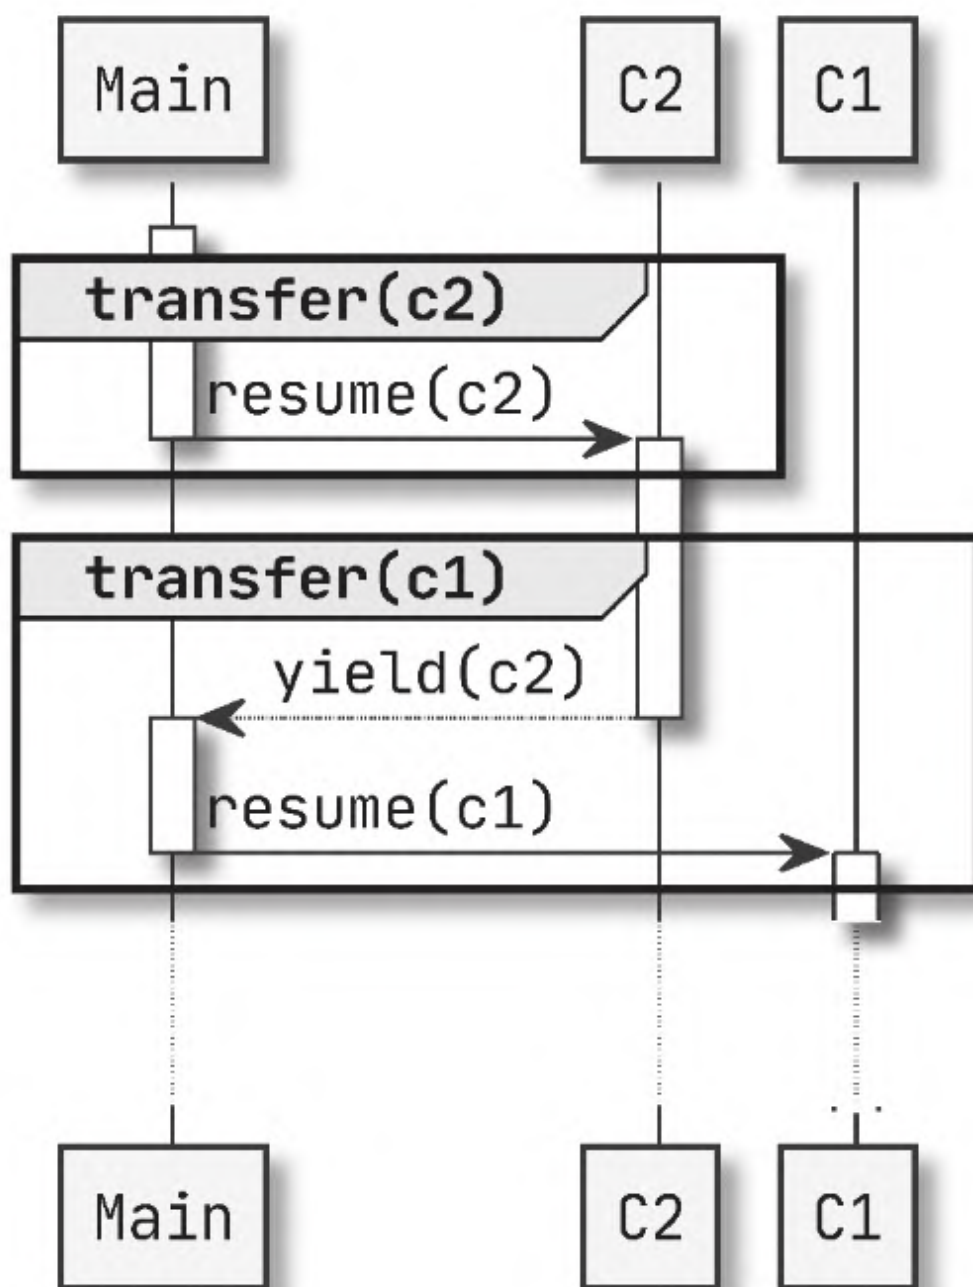 Main
C2
C1
transfer(c2)
resume(c2)
transfer(c1)
yield(c2)
resume(c1)
Main
C2
C1